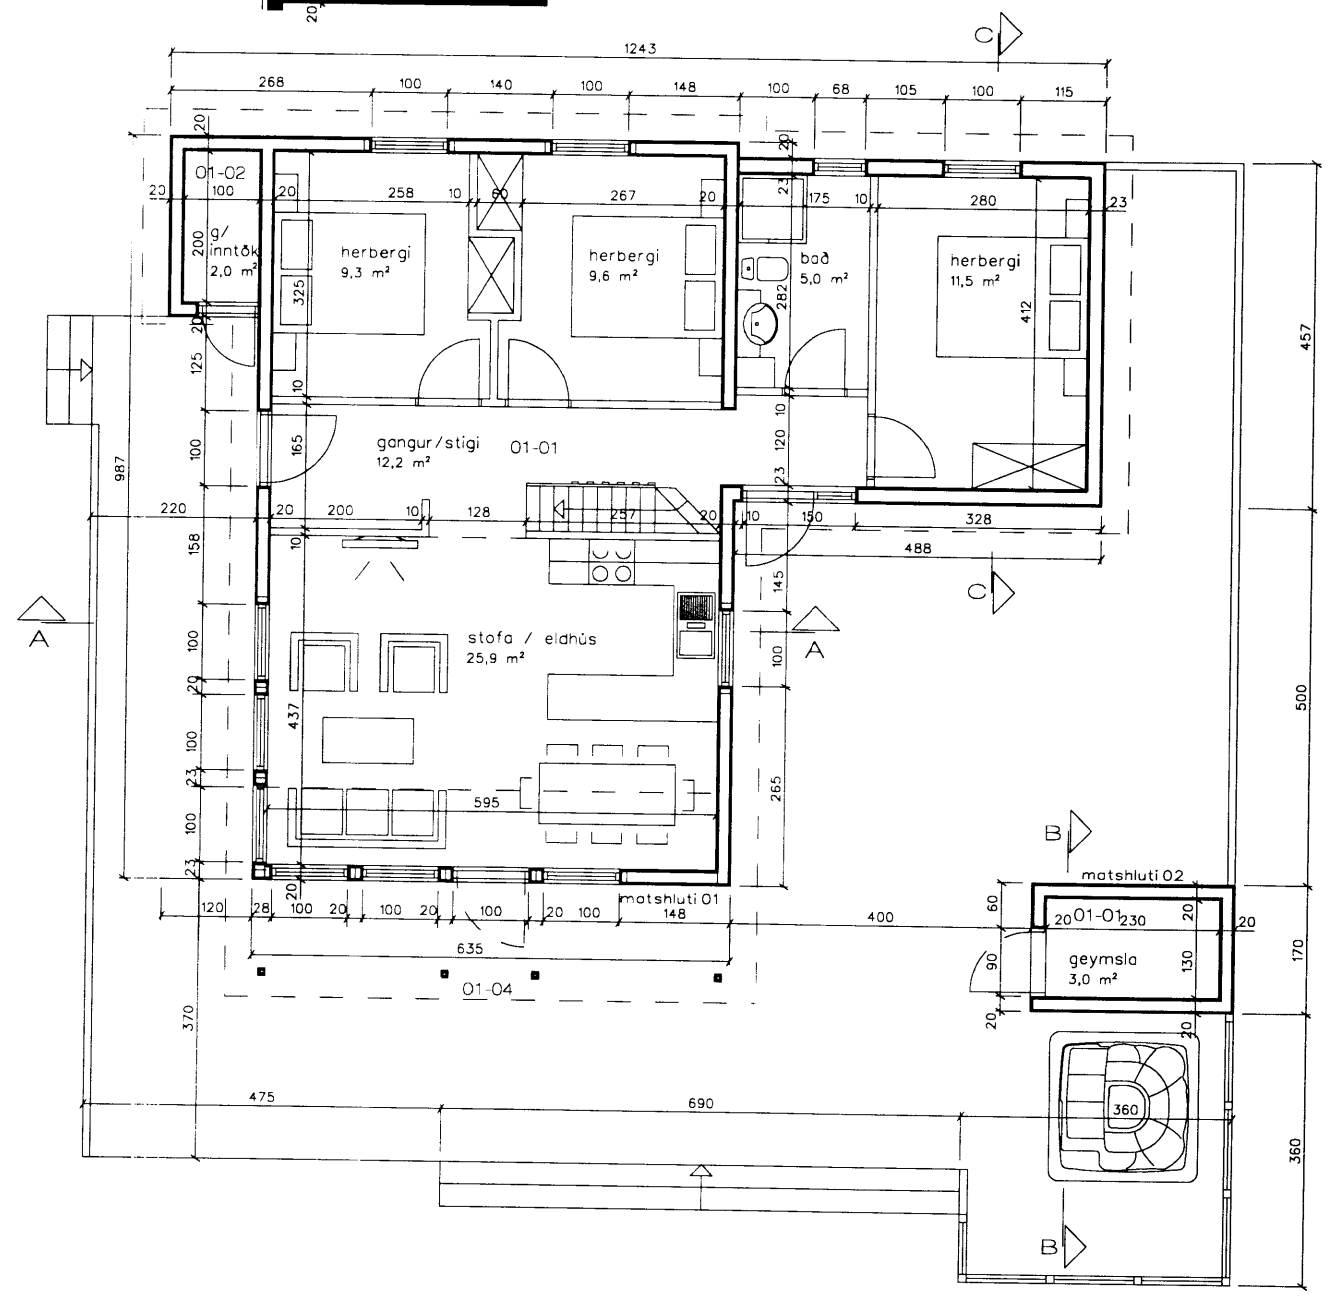 20
C
1243
268 100 140 100 148 100 68 105 100 115
20
20
01-02
20 100 20 258 10 60 267 20 23 175 10 280 23
g/
inntök
2,0 m²
200
herbergi
9,3 m²
325
herbergi
9,6 m²
bað
5,0 m²
282
herbergi
11,5 m²
412
457
20
125
10
10
987
100
165
gangur/stigi
12,2 m²
01-01
120
23
220 20 200 10 128 257 20 10 150 328
488
158
10
145
C
A
A
stofa / eldhús
25,9 m²
100
100
20
437
100
500
23
595
265
100
B
23
20
matshluti 01
matshluti 02
120 28 100 20 100 20 100 20 100 148 400
60
01-01
20 230 20
20
635
geymsla
3,0 m²
90
130
170
01-04
20
20
370
475 690 360
360
B